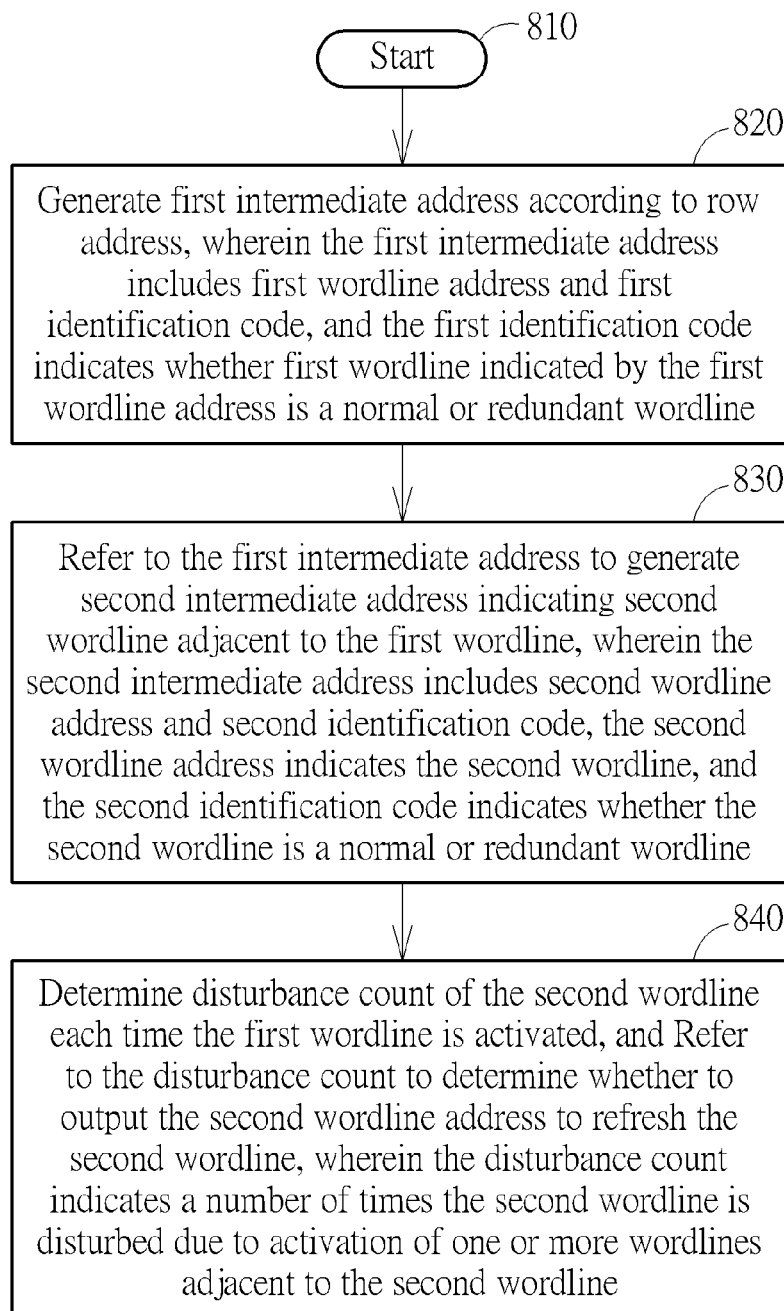 810
Start
820
Generate first intermediate address according to row
address, wherein the first intermediate address
includes first wordline address and first
identification code, and the first identification code
indicates whether first wordline indicated by the first
wordline address is a normal or redundant wordline
830
Refer to the first intermediate address to generate
second intermediate address indicating second
wordline adjacent to the first wordline, wherein the
second intermediate address includes second wordline
address and second identification code, the second
wordline address indicates the second wordline, and
the second identification code indicates whether the
second wordline is a normal or redundant wordline
840
Determine disturbance count of the second wordline
each time the first wordline is activated, and Refer
to the disturbance count to determine whether to
output the second wordline address to refresh the
second wordline, wherein the disturbance count
indicates a number of times the second wordline is
disturbed due to activation of one or more wordlines
adjacent to the second wordline